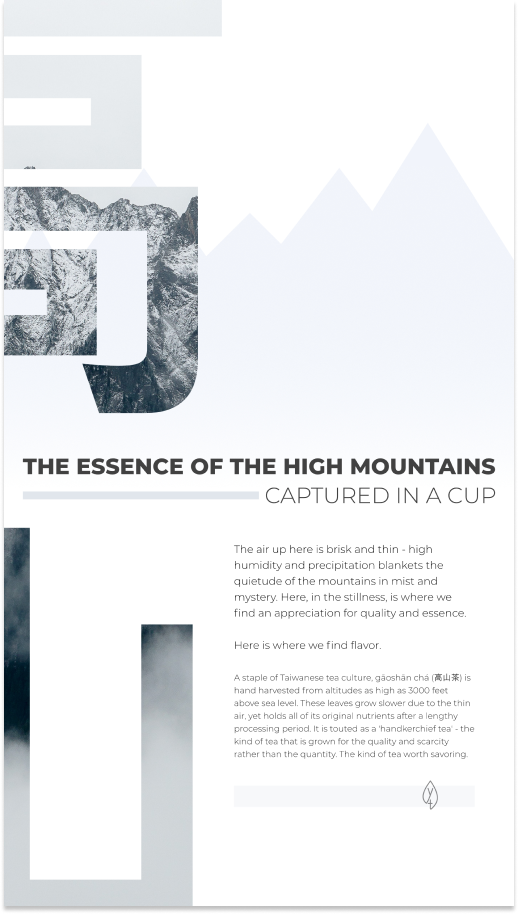 高
山
THE ESSENCE OF THE HIGH MOUNTAINS
CAPTURED IN A CUP
The air up here is brisk and thin - high
humidity and precipitation blankets the
quietude of the mountains in mist and
mystery. Here, in the stillness, is where we
find an appreciation for quality and essence.
Here is where we find flavor.
A staple of Taiwanese tea culture, gāoshān chá (高山茶) is
hand harvested from altitudes as high as 3000 feet
above sea level. These leaves grow slower due to the thin
air, yet holds all of its original nutrients after a lengthy
processing period. It is touted as a 'handkerchief tea' - the
kind of tea that is grown for the quality and scarcity
rather than the quantity. The kind of tea worth savoring.